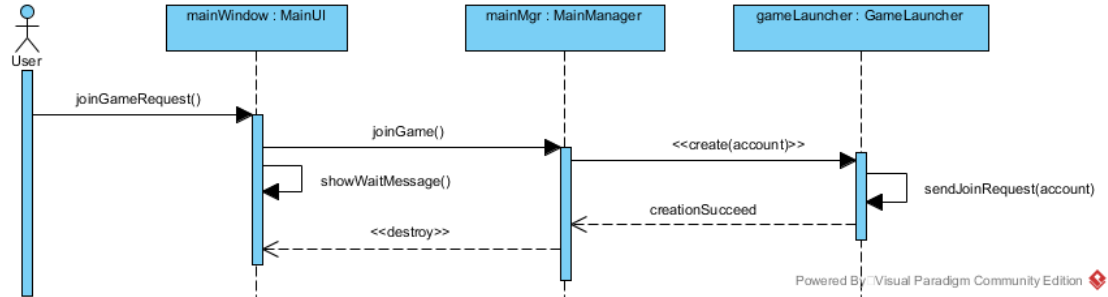 mainWindow : MainUI
mainMgr : MainManager
gameLauncher : GameLauncher
User
joinGameRequest()
joinGame()
<<create(account)>>
showWaitMessage()
sendJoinRequest(account)
creationSucceed
<<destroy>>
Powered By Visual Paradigm Community Edition